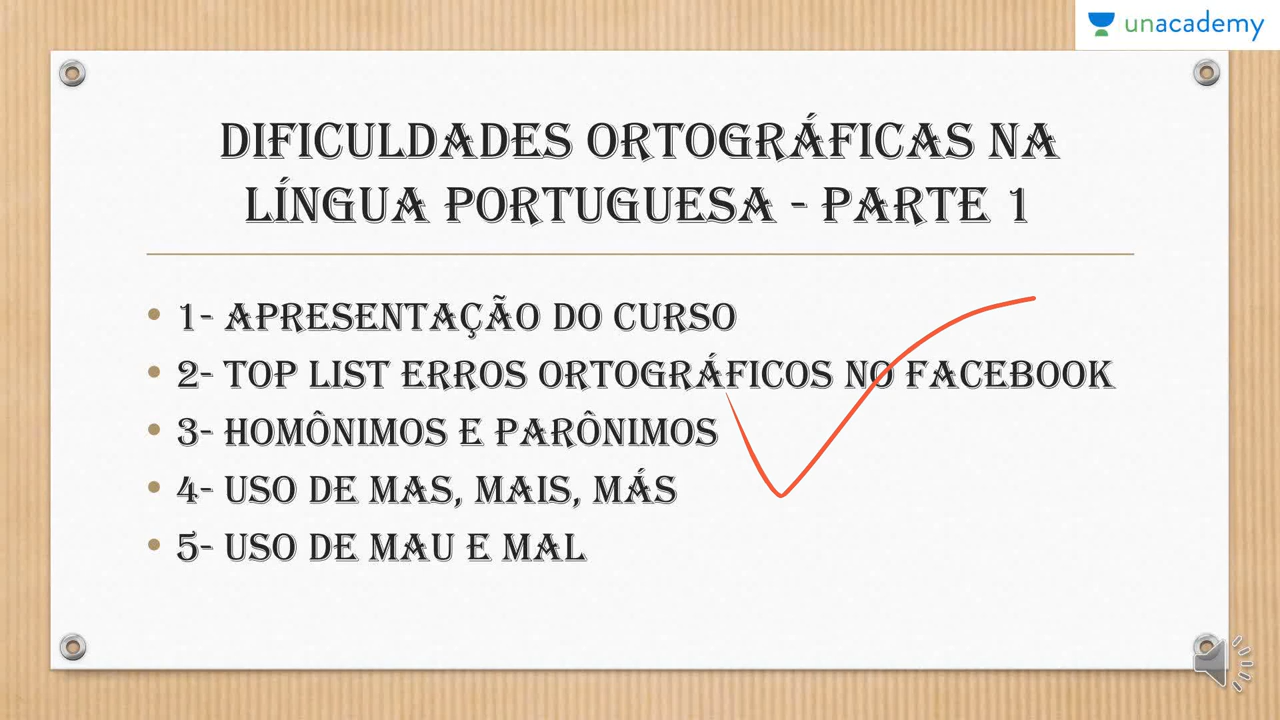 unacademy
DIFICULDADES ORTOGRÁFICAS NA
LÍNGUA PORTUGUESA - PARTE 1
• 1- APRESENTAÇÃO DO CURSO
• 2- TOP LIST ERROS ORTOGRÁFICOS NO FACEBOOK
• 3- HOMÔNIMOS E PARÔNIMOS
• 4- USO DE MAS, MAIS, MÁS
• 5- USO DE MAU E MAL